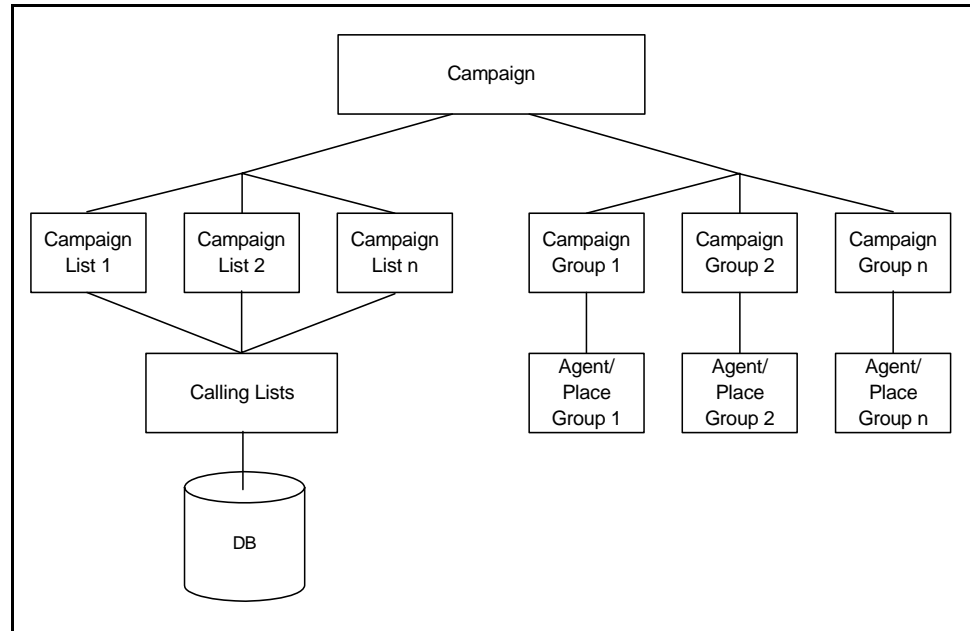 Campaign
Campaign
List 1
Campaign
List 2
Campaign
List n
Campaign
Group 1
Campaign
Group 2
Campaign
Group n
Calling Lists
Agent/
Place
Group 1
Agent/
Place
Group 2
Agent/
Place
Group n
DB